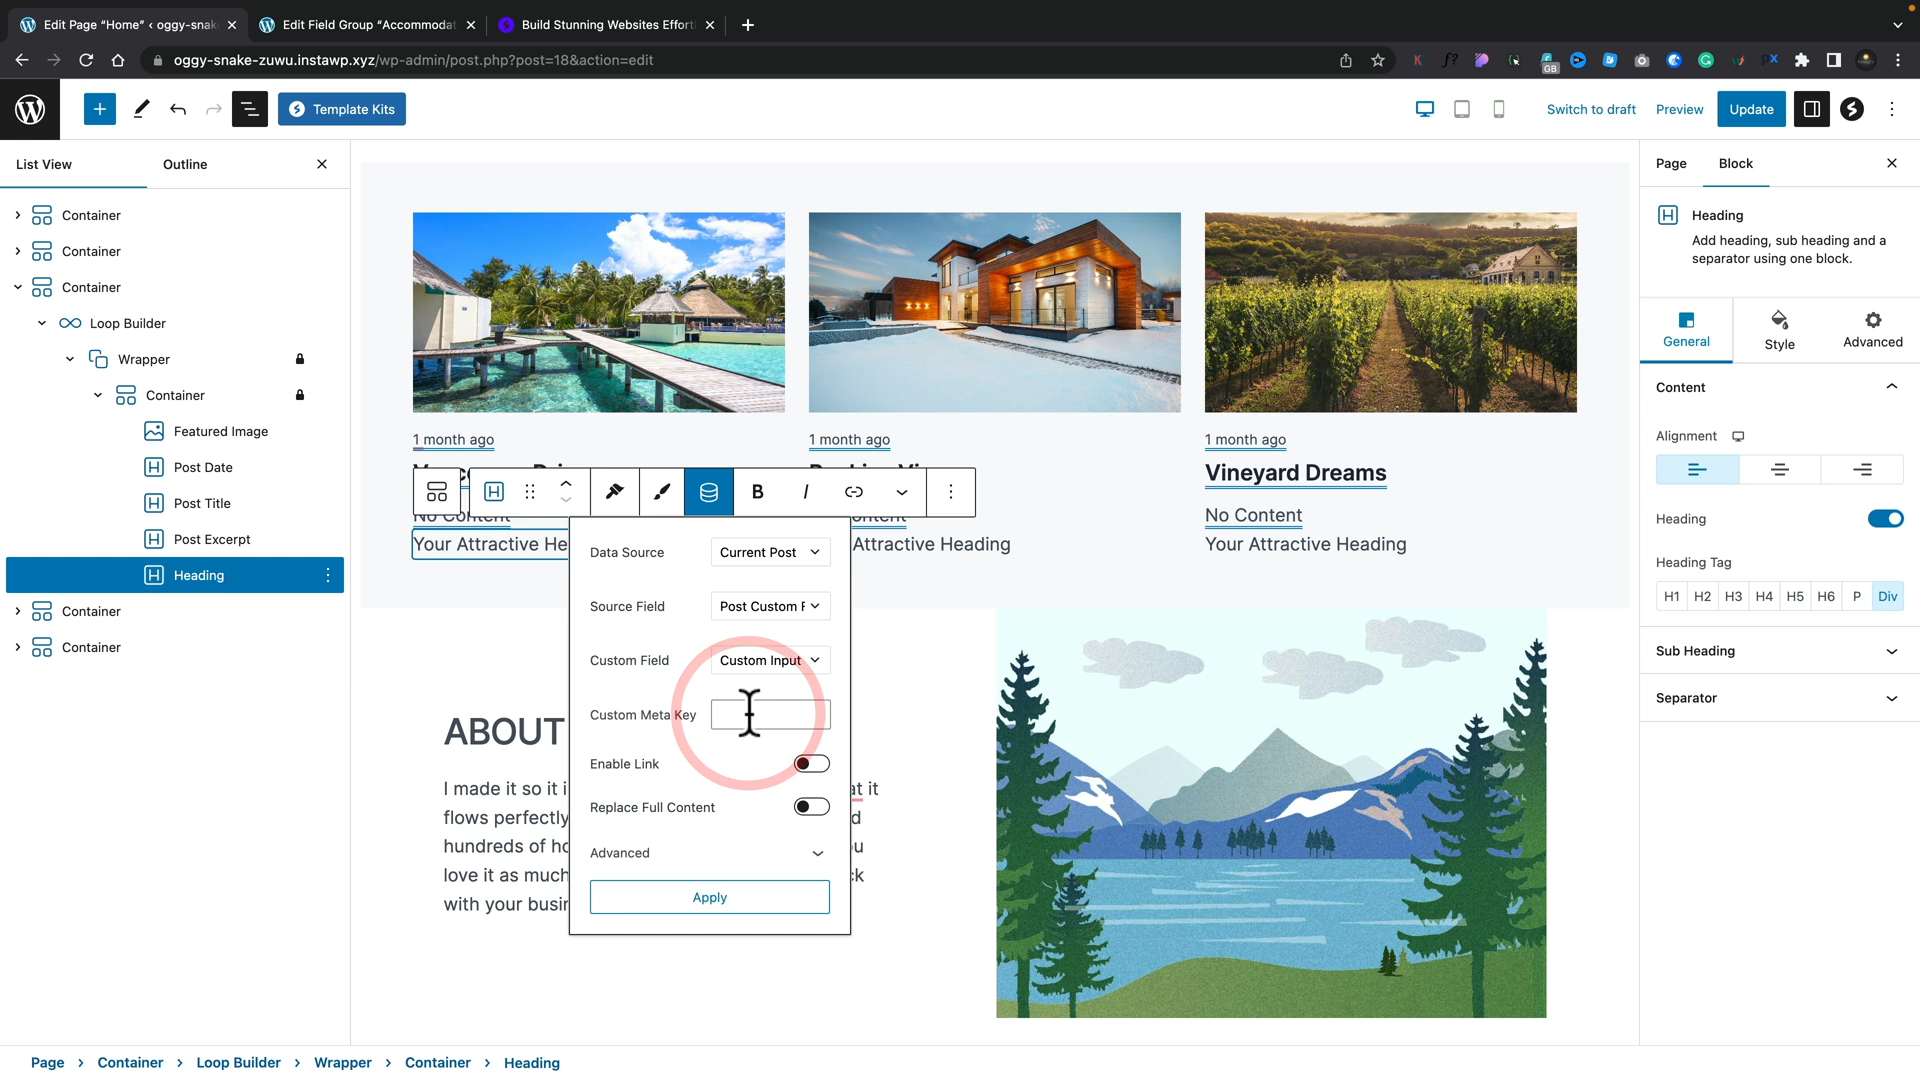 Edit Page "Home" ‹ oggy-snak
Edit Field Group "Accommodat
Build Stunning Websites Effortl
oggy-snake-zuwu.instawp.xyz/wp-admin/post.php?post=18&action=edit
GB
Template Kits
Switch to draft
Preview
Update
List View
Outline
Container
Container
Container
Loop Builder
Wrapper
Container
Featured Image
Post Date
Post Title
Post Excerpt
Heading
Container
Container
1 month ago
1 month ago
1 month ago
Vineyard Dreams
B
I
No Content
No Content
Your Attractive He
Attractive Heading
Your Attractive Heading
Data Source
Current Post
Source Field
Post Custom F
Custom Field
Custom Input
Custom Meta Key
Enable Link
Replace Full Content
Advanced
Apply
ABOUT
I made it so it i
at it
flows perfectly
d
hundreds of ho
ou
love it as much
ck
with your busin
Page
Block
Heading
Add heading, sub heading and a
separator using one block.
General
Style
Advanced
Content
Alignment
Heading
Heading Tag
H1 H2 H3 H4 H5 H6 P Div
Sub Heading
Separator
Page › Container › Loop Builder › Wrapper › Container › Heading